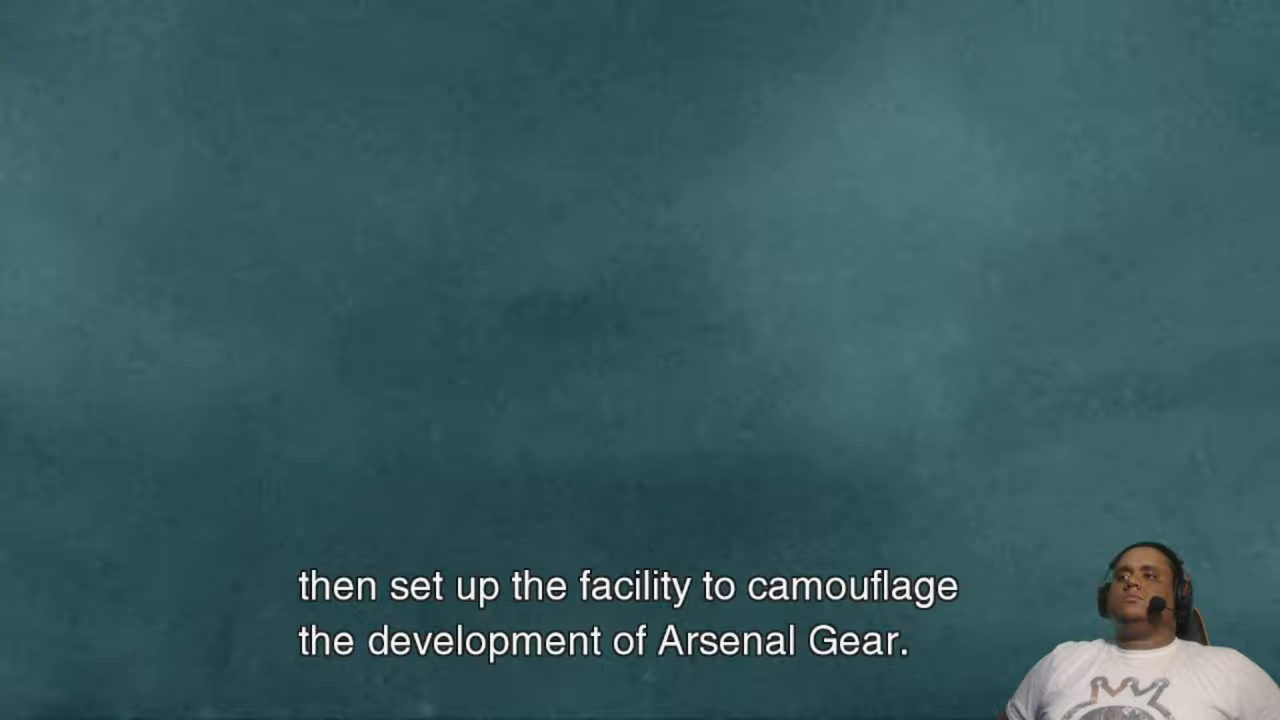 then set up the facility to camouflage
the development of Arsenal Gear.